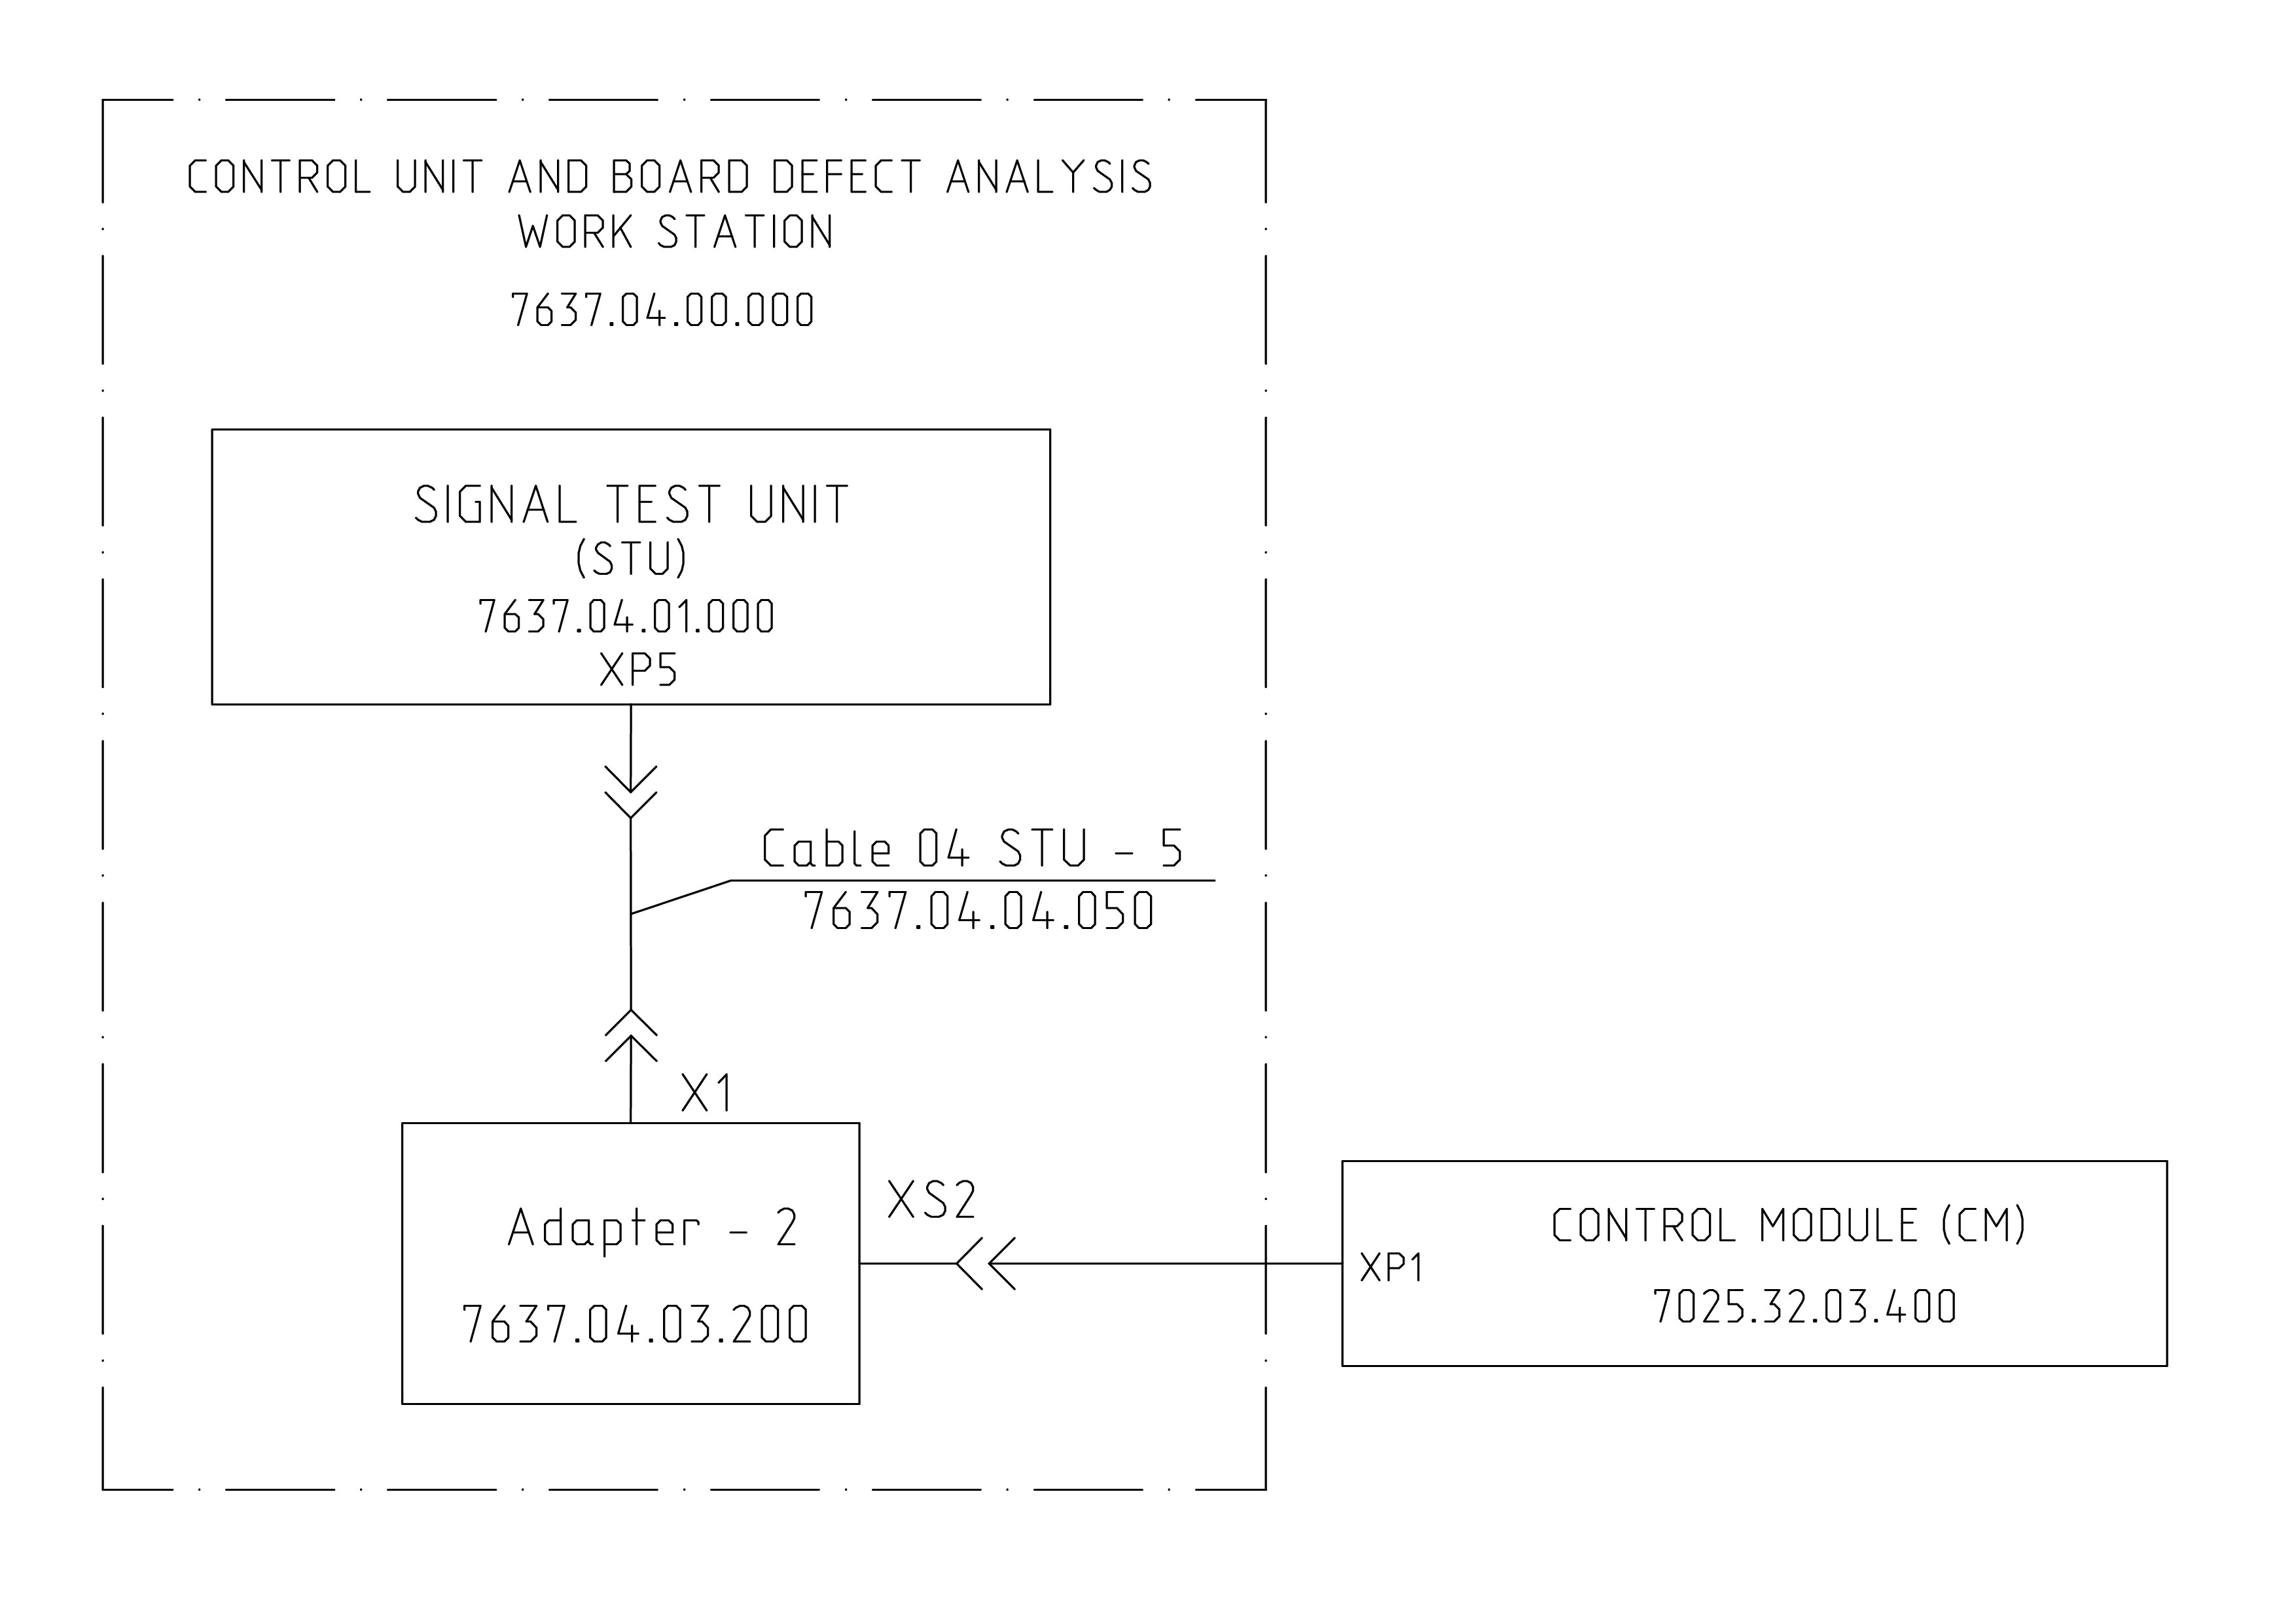 CONTROL UNIT AND BOARD DEFECT ANALYSIS
WORK STATION
7637.04.00.000
SIGNAL TEST UNIT
(STU)
7637.04.01.000
XP5
Cable 04 STU - 5
7637.04.04.050
X1
Adapter - 2
7637.04.03.200
XS2
XP1
CONTROL MODULE (CM)
7025.32.03.400